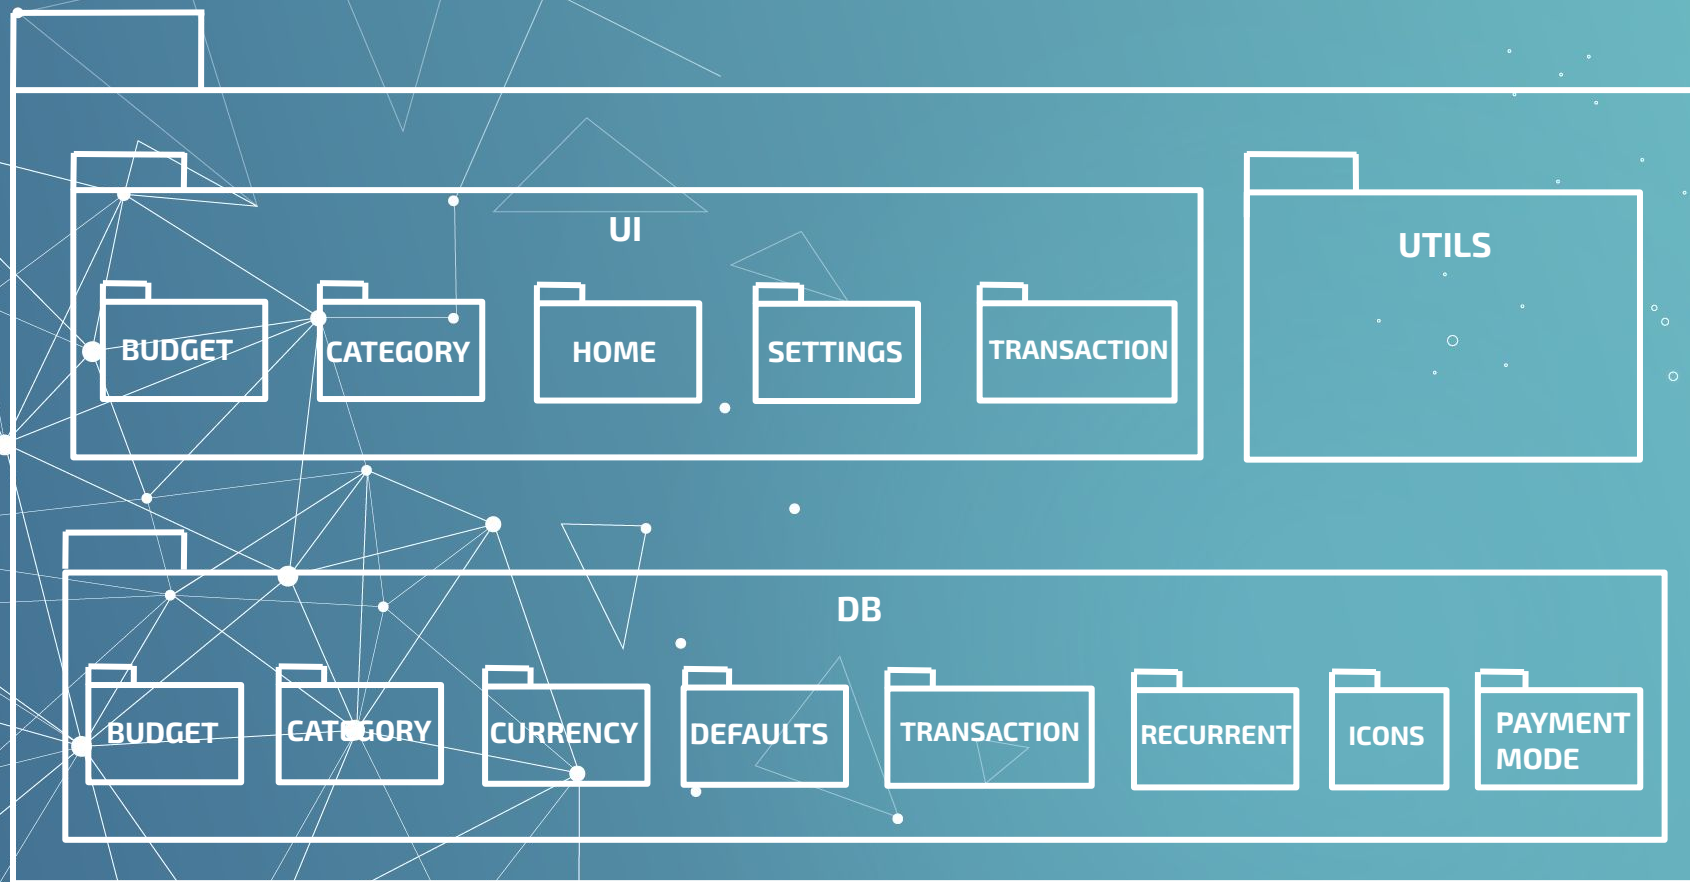 UI
UTILS
BUDGET
CATEGORY
HOME
SETTINGS
TRANSACTION
DB
BUDGET
CATEGORY
CURRENCY
DEFAULTS
TRANSACTION
RECURRENT
ICONS
PAYMENT
MODE